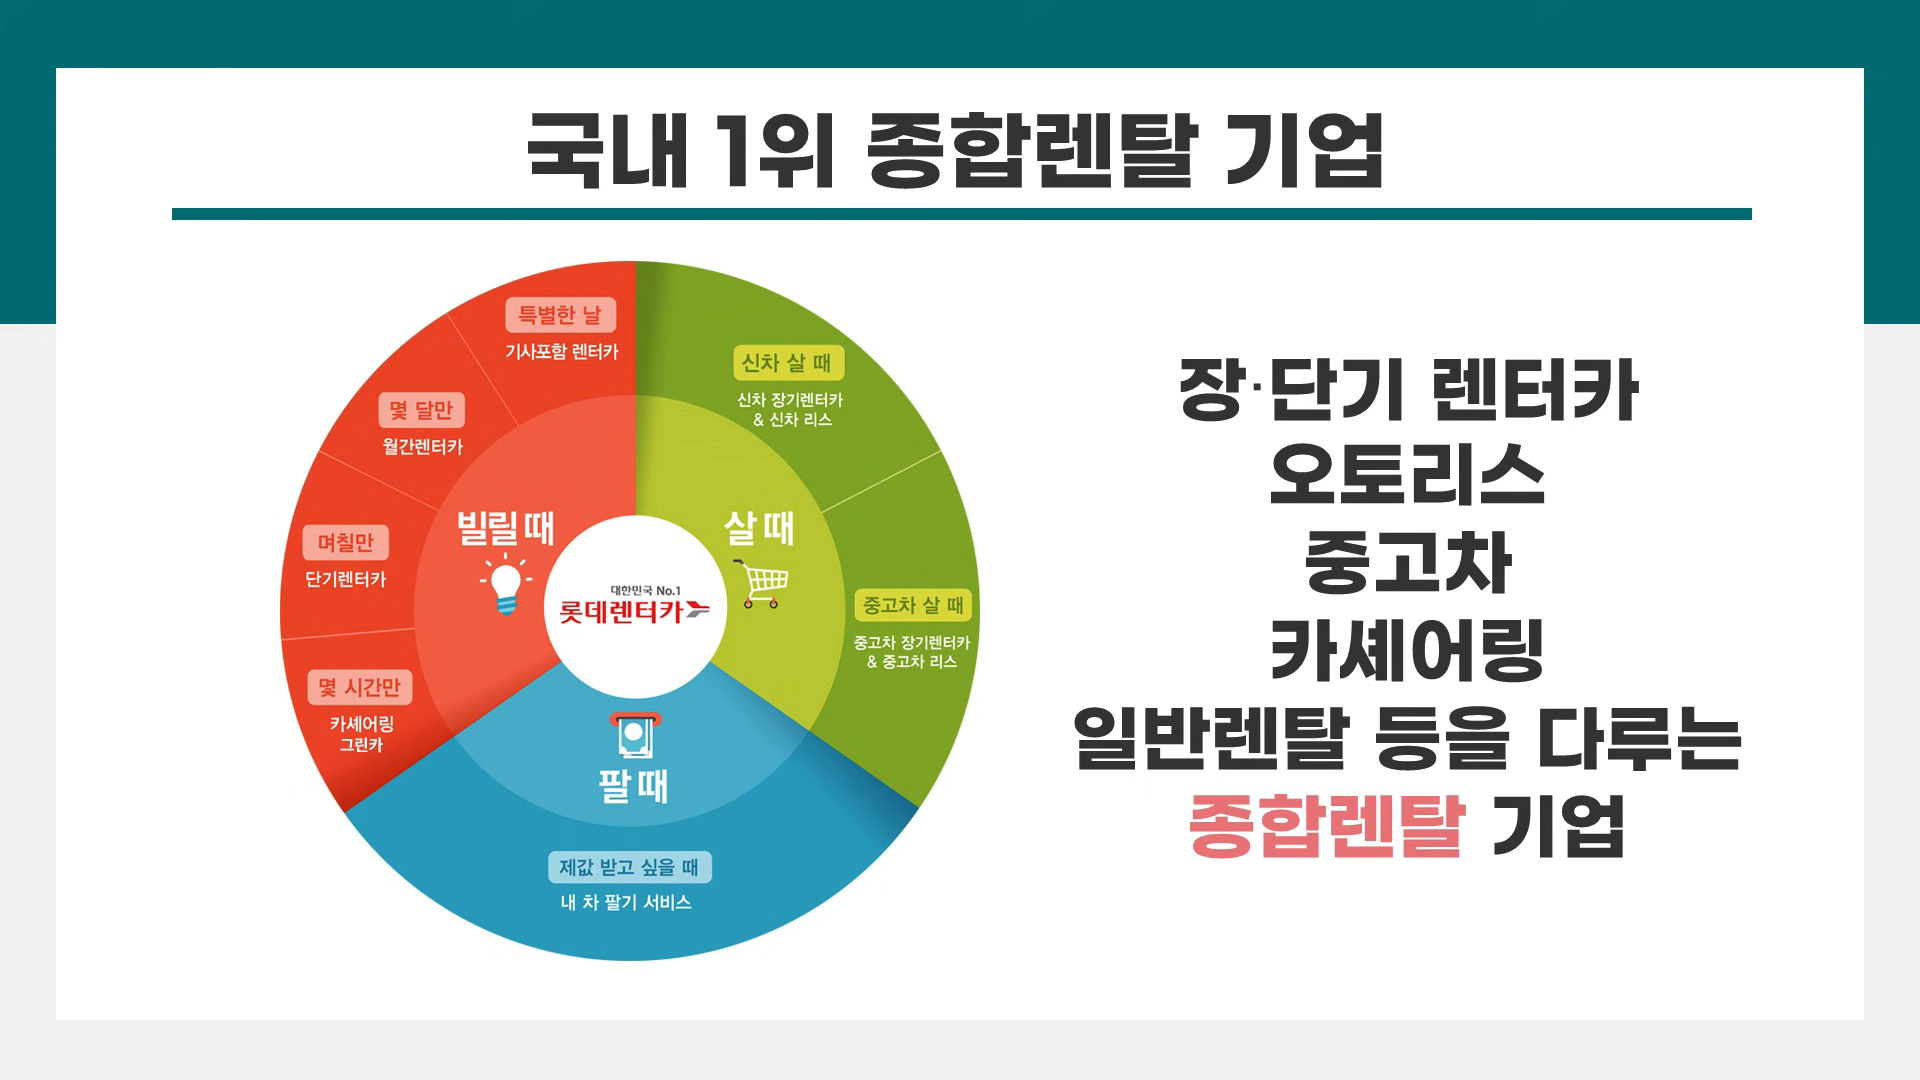 국내 1위 종합렌탈 기업
특별한 날
기사포함 렌터카
몇 달만
월간렌터카
며칠만
단기렌터카
몇 시간만
카셰어링
그린카
빌릴 때
신차 살 때
신차 장기렌터카
& 신차 리스
살 때
중고차 살 때
중고차 장기렌터카
& 중고차 리스
대한민국 No.1
롯데렌터카
팔 때
제값 받고 싶을 때
내 차 팔기 서비스
장·단기 렌터카
오토리스
중고차
카셰어링
일반렌탈 등을 다루는
종합렌탈 기업